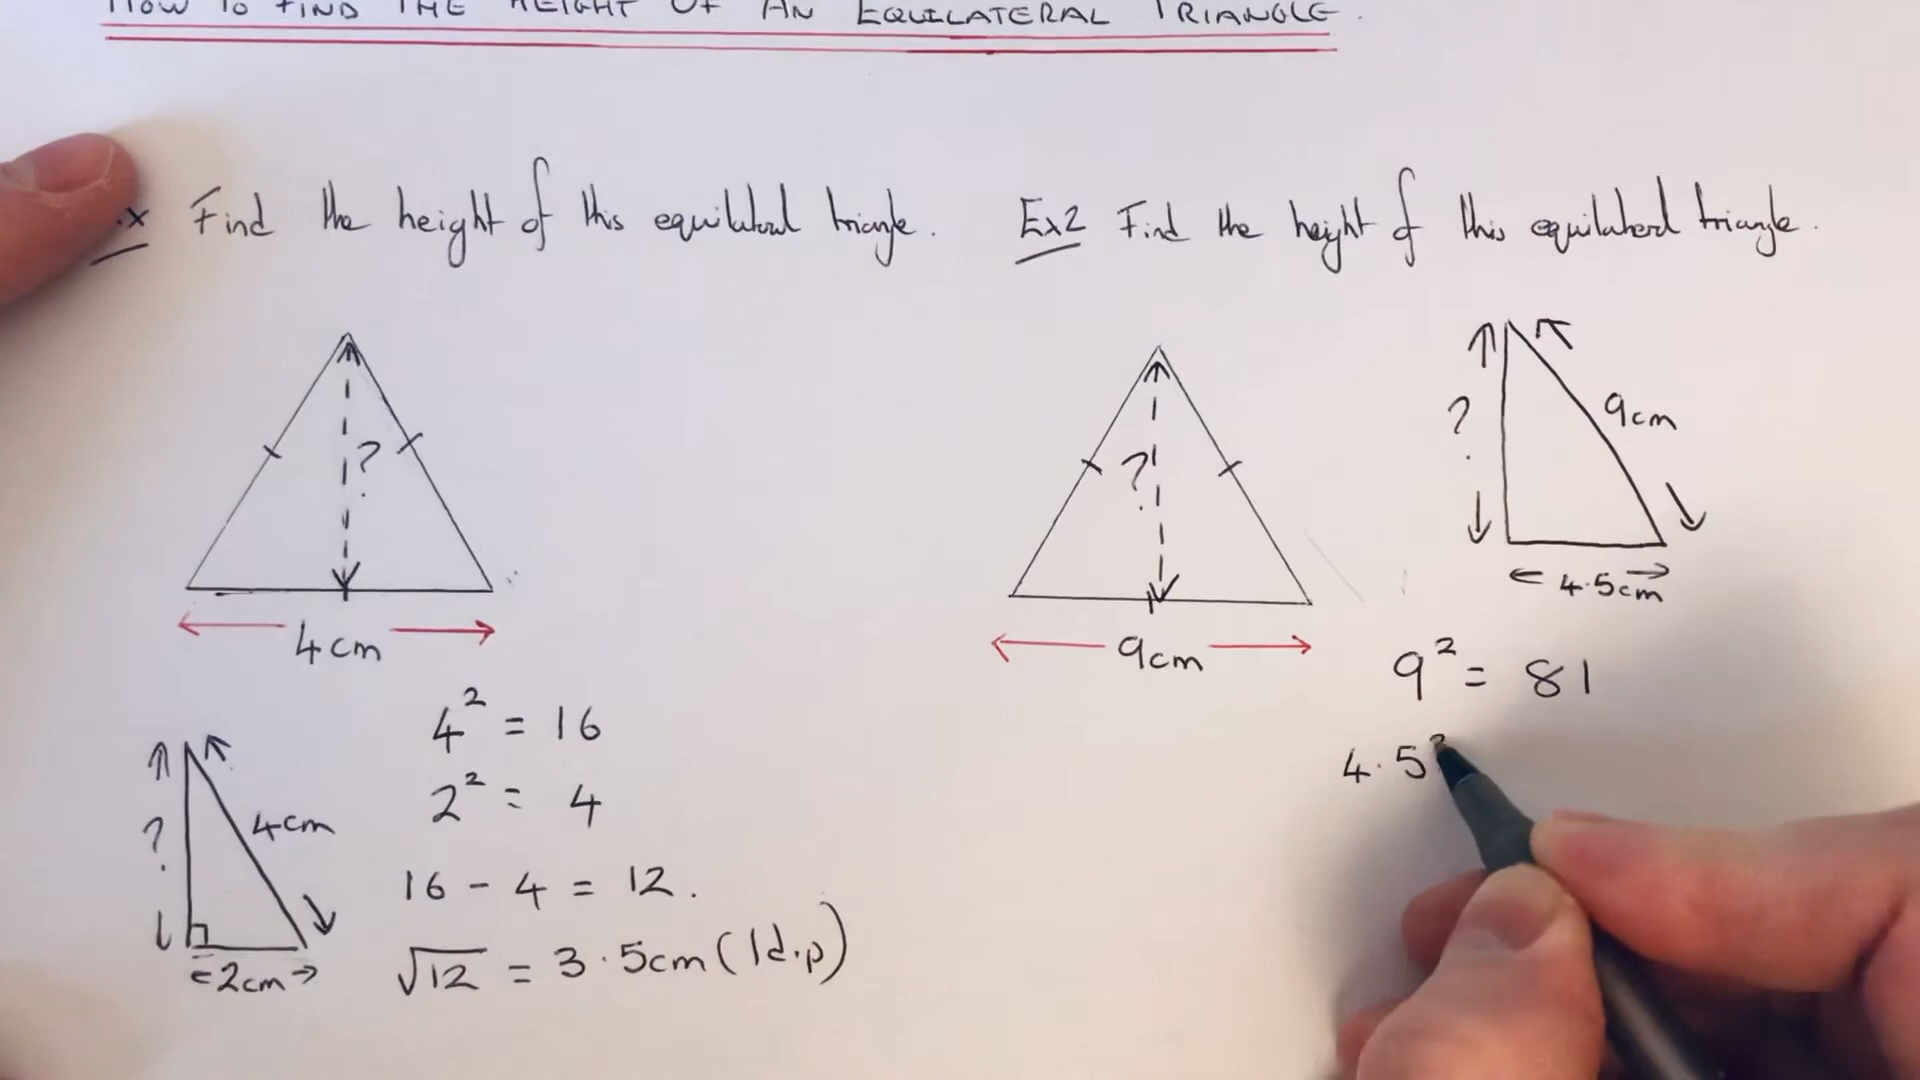 HOW TO FIND THE HEIGHT OF AN EQUILATERAL TRIANGLE.
Ex Find the height of this equilateral triangle.
?
4cm
4² = 16
2² = 4
16 - 4 = 12.
√12 = 3.5cm (1d.p)
?
4cm
2cm
Ex2 Find the height of this equilateral triangle.
?
9cm
?
9cm
4.5cm
9² = 81
4.5²